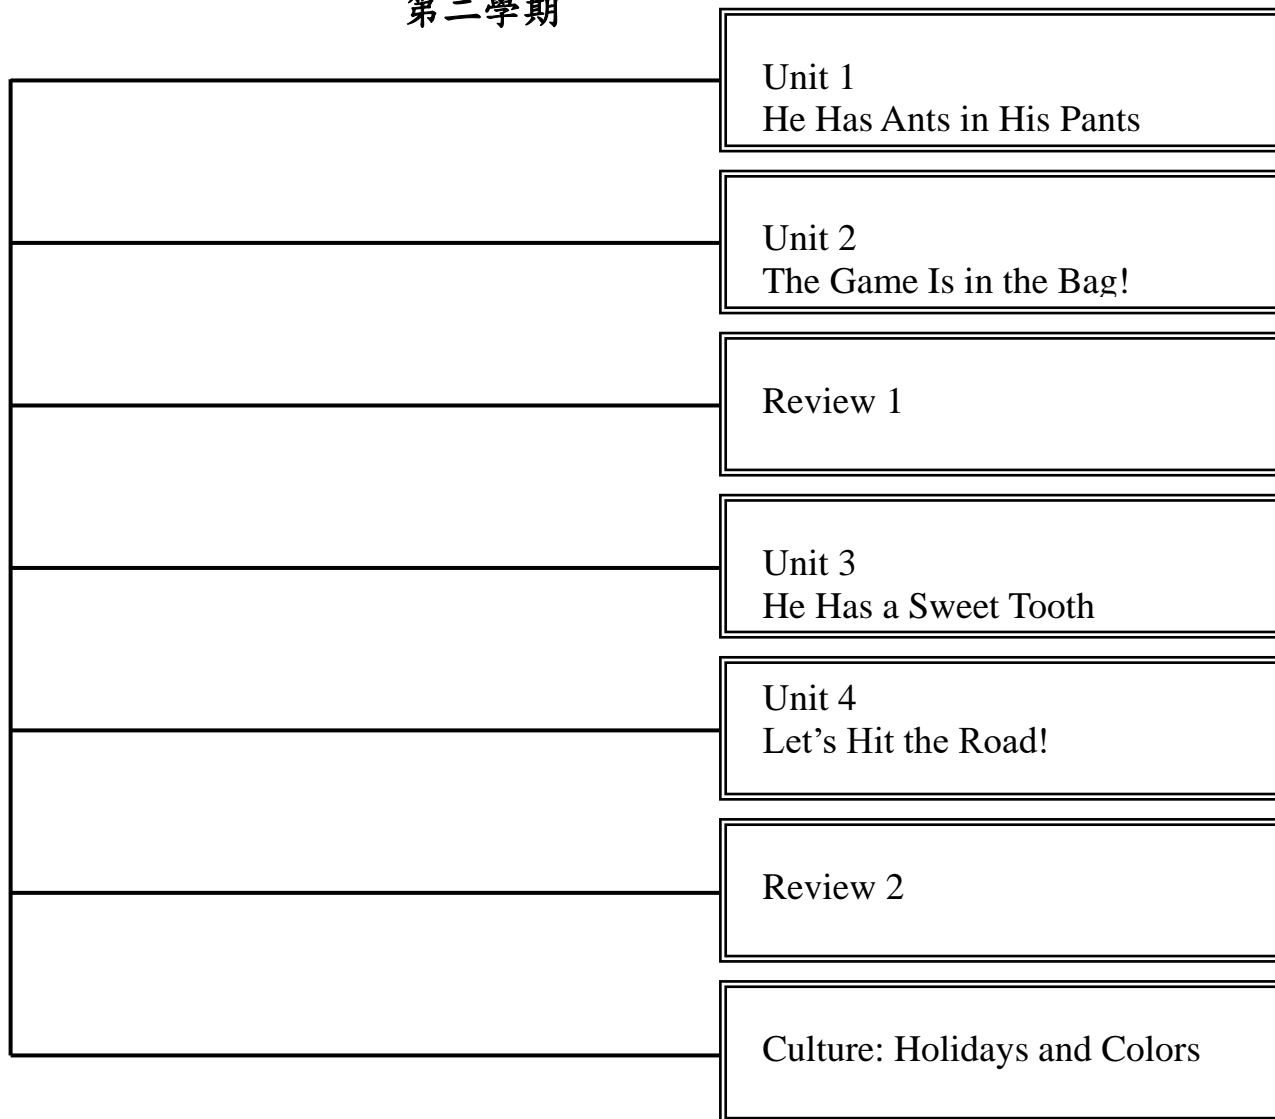 第二學期
Unit 1
He Has Ants in His Pants
Unit 2
The Game Is in the Bag!
Review 1
Unit 3
He Has a Sweet Tooth
Unit 4
Let’s Hit the Road!
Review 2
Culture: Holidays and Colors